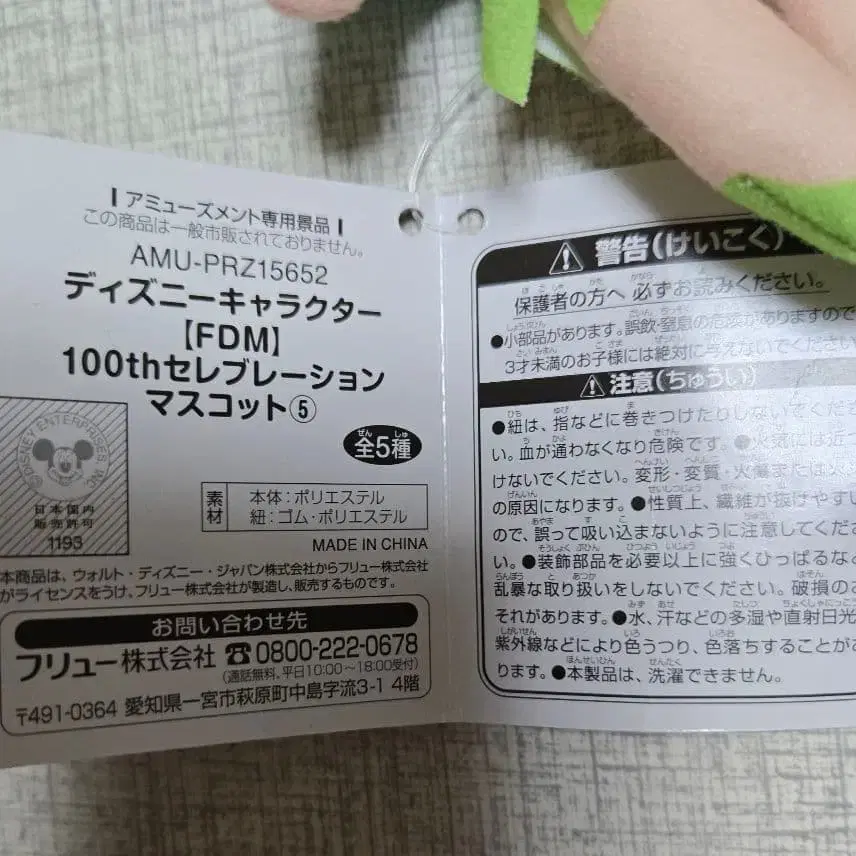 アミューズメント専用景品
この商品は一般市販されておりません。
AMU-PRZ15652
ディズニーキャラクター
【FDM】
100thセレブレーション
マスコット⑤
全5種
ぜん しゅ
©DISNEY ENTERPRISES, INC.
日本国内
販売許可
1193
素材
本体：ポリエステル
紐：ゴム・ポリエステル
MADE IN CHINA
本商品は、ウォルト・ディズニー・ジャパン株式会社からフリュー株式会社
がライセンスをうけ、フリュー株式会社が製造し、販売するものです。
お問い合わせ先
フリュー株式会社 ☎0800-222-0678
(通話無料、平日10:00〜18:00受付)
〒491-0364 愛知県一宮市萩原町中島字流3-1 4階
⚠ 警告(けいこく)
保護者の方へ 必ずお読みください。
●小部品があります。誤飲・窒息の危険がありますので
3才未満のお子様には絶対に与えないでください
⚠注意(ちゅうい)
●紐は、指などに巻きつけたりしないでくださ
い。血が通わなくなり危険です。●火気には近づ
けないでください。変形・変質・火傷または火
の原因になります。●性質上、繊維が抜けやすい
ので、誤って吸い込まないように注意してくださ
い。●装飾部品を必要以上に強くひっぱるな
乱暴な取り扱いをしないでください。破損のお
それがあります。●水、汗などの多湿や直射日光
紫外線などにより色うつり、色落ちすることがあ
ります。●本製品は、洗濯できません。